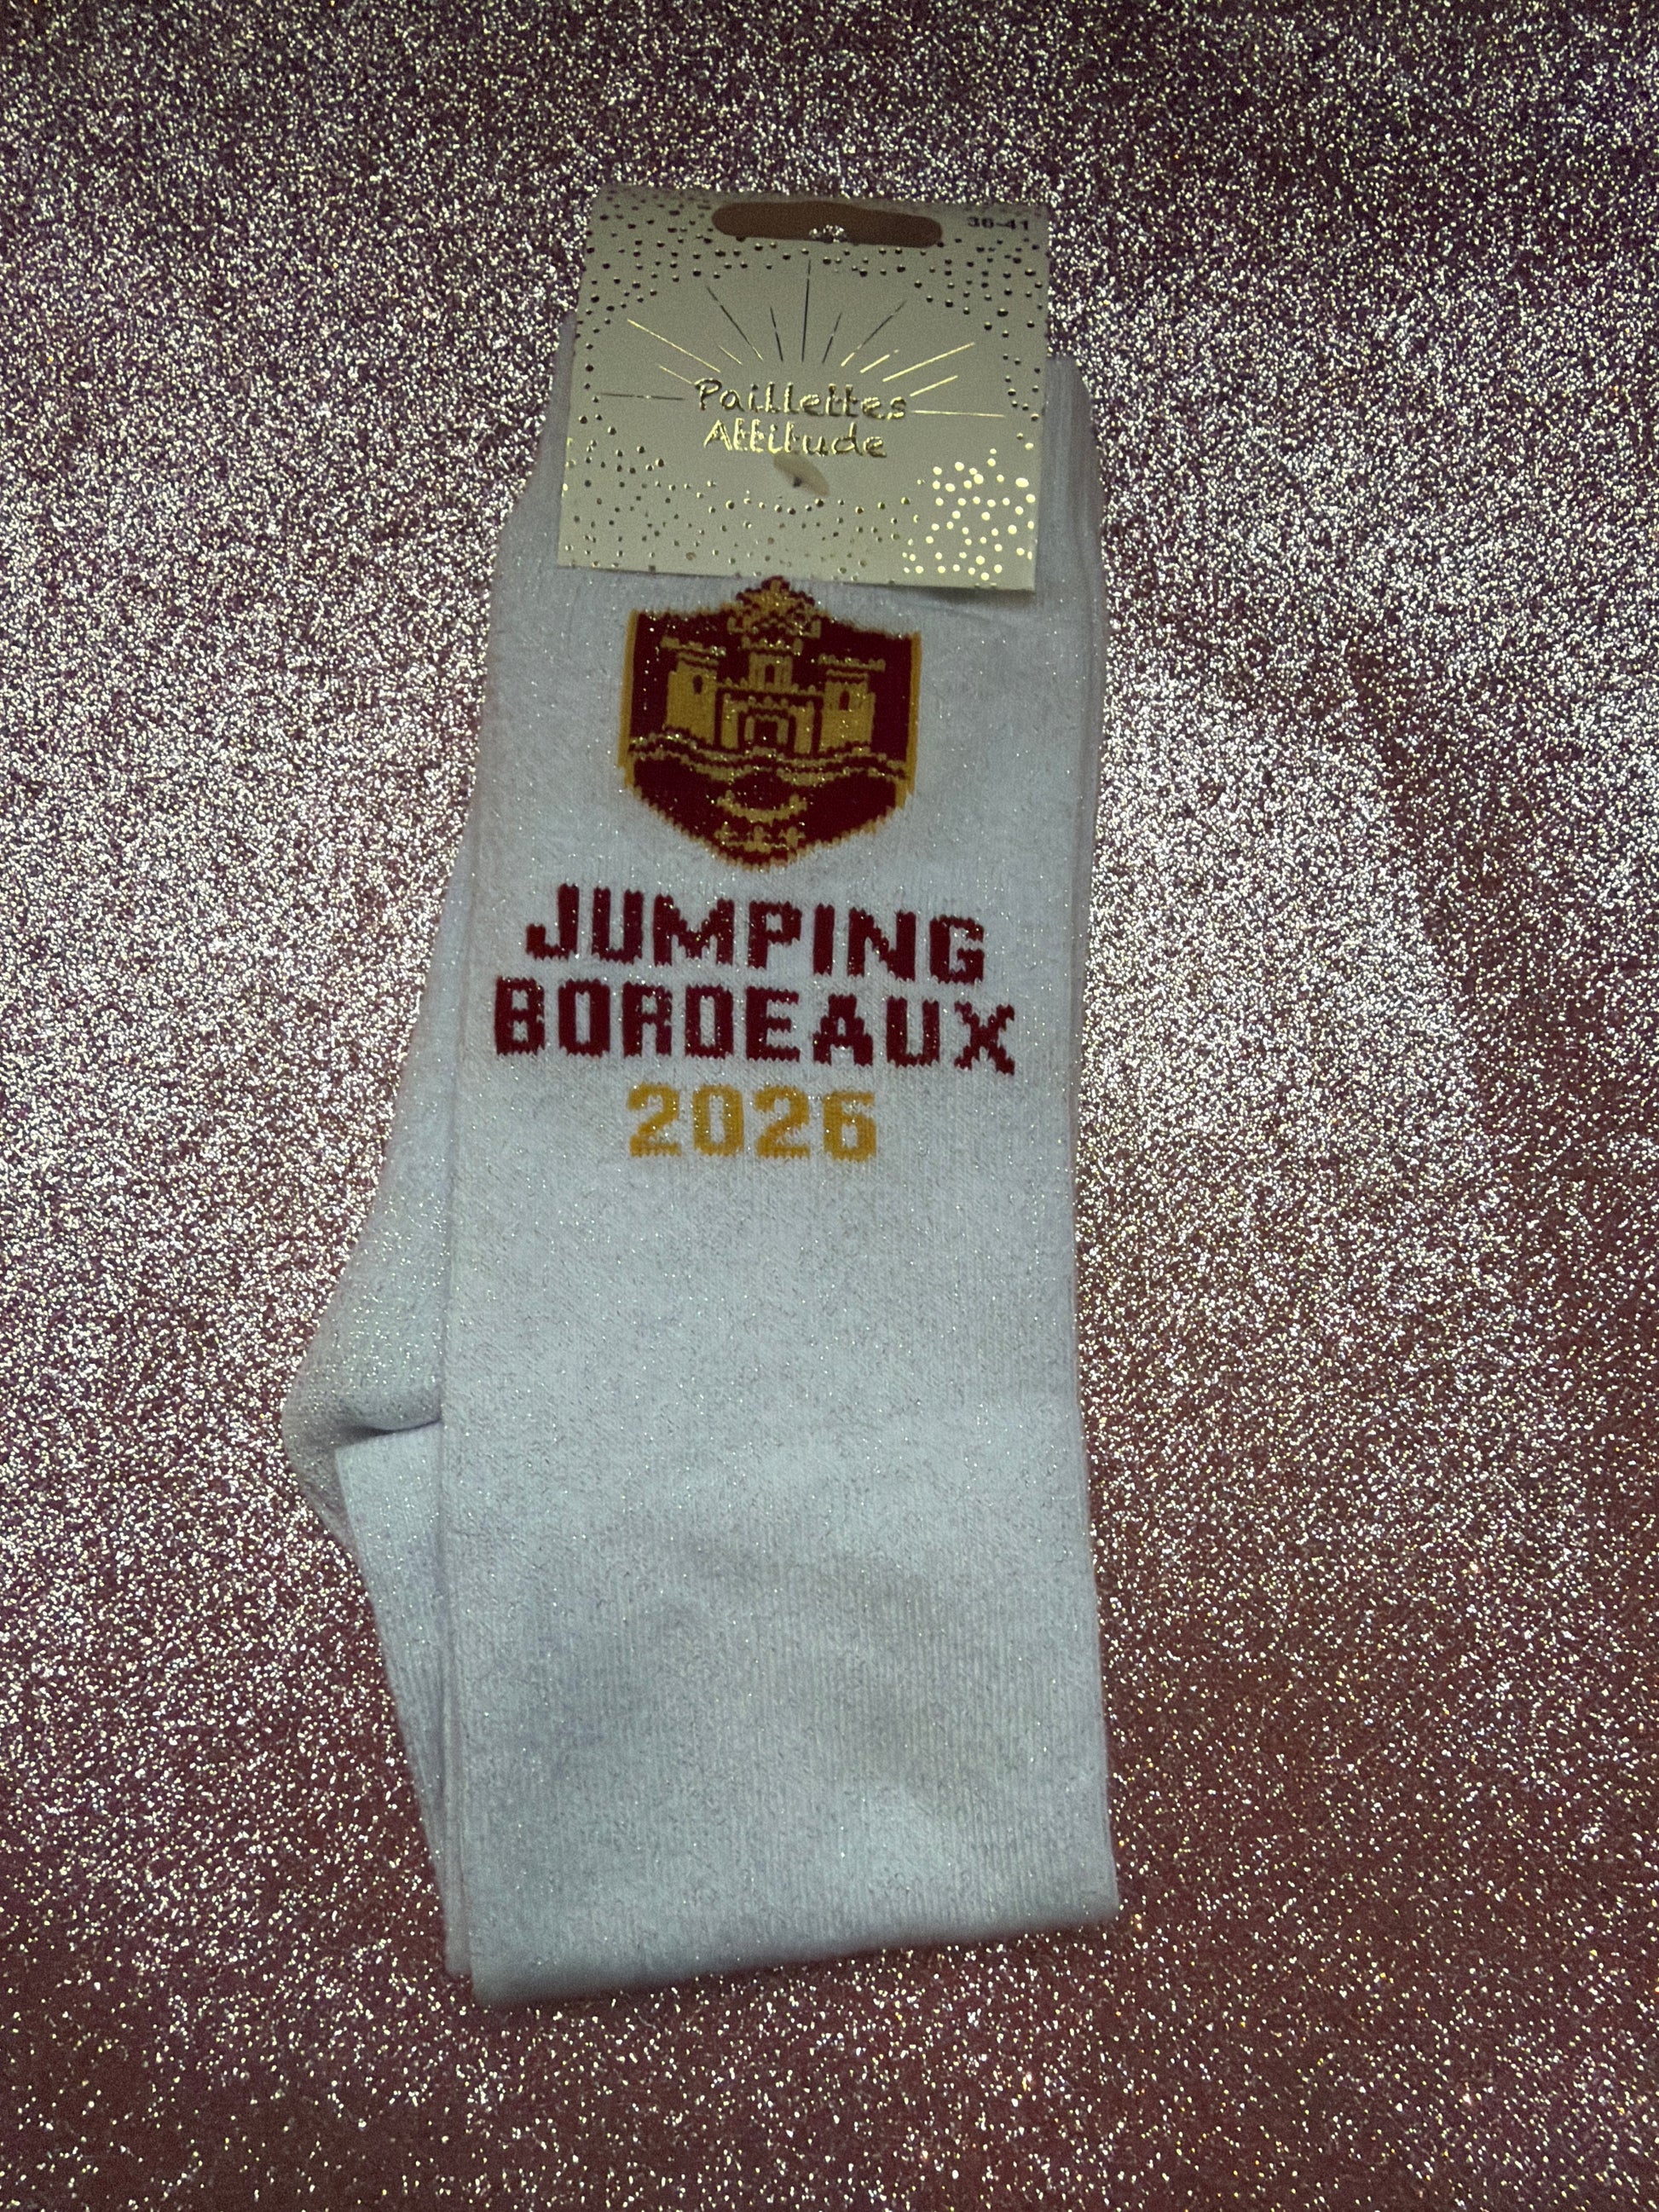 36-41
Paillettes
Attitude
JUMPING
BORDEAUX
2026